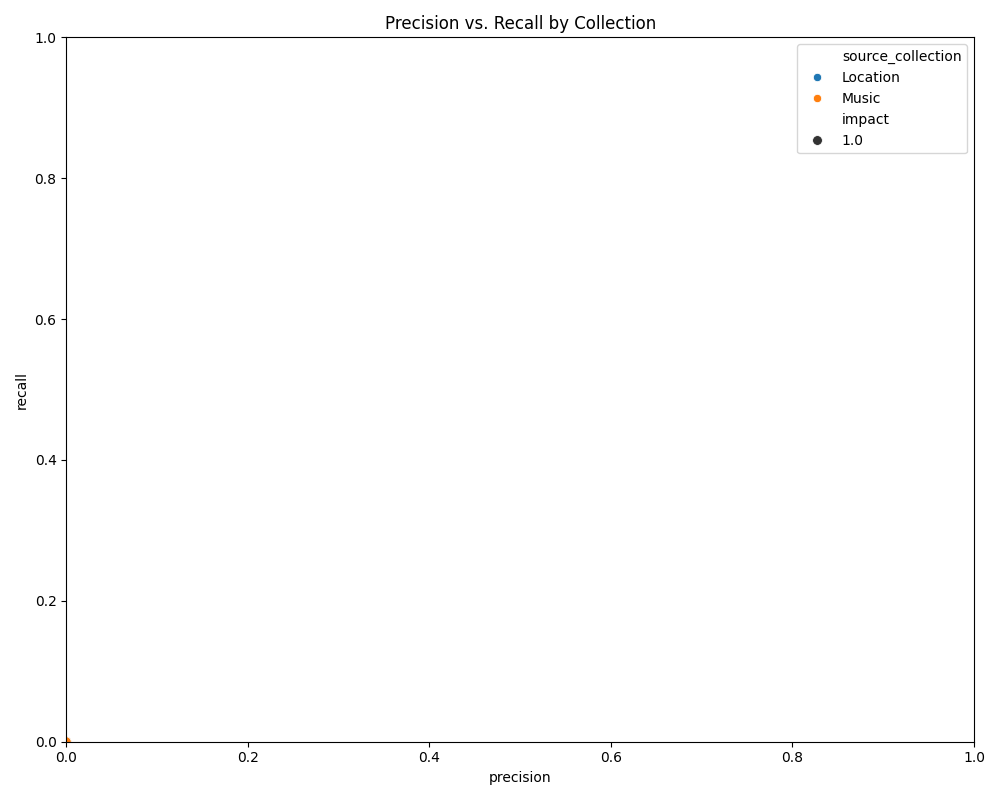 Precision vs. Recall by Collection
1.0
0.8
0.6
0.4
0.2
0.0
recall
source_collection
Location
Music
impact
1.0
0.0
0.2
0.4
0.6
0.8
1.0
precision